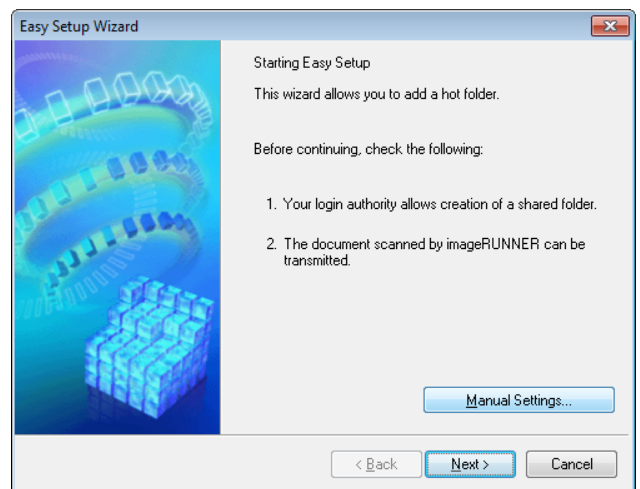 Easy Setup Wizard
Starting Easy Setup
This wizard allows you to add a hot folder.
Before continuing, check the following:
1. Your login authority allows creation of a shared folder.
2. The document scanned by imageRUNNER can be
transmitted.
Manual Settings...
< Back
Next >
Cancel